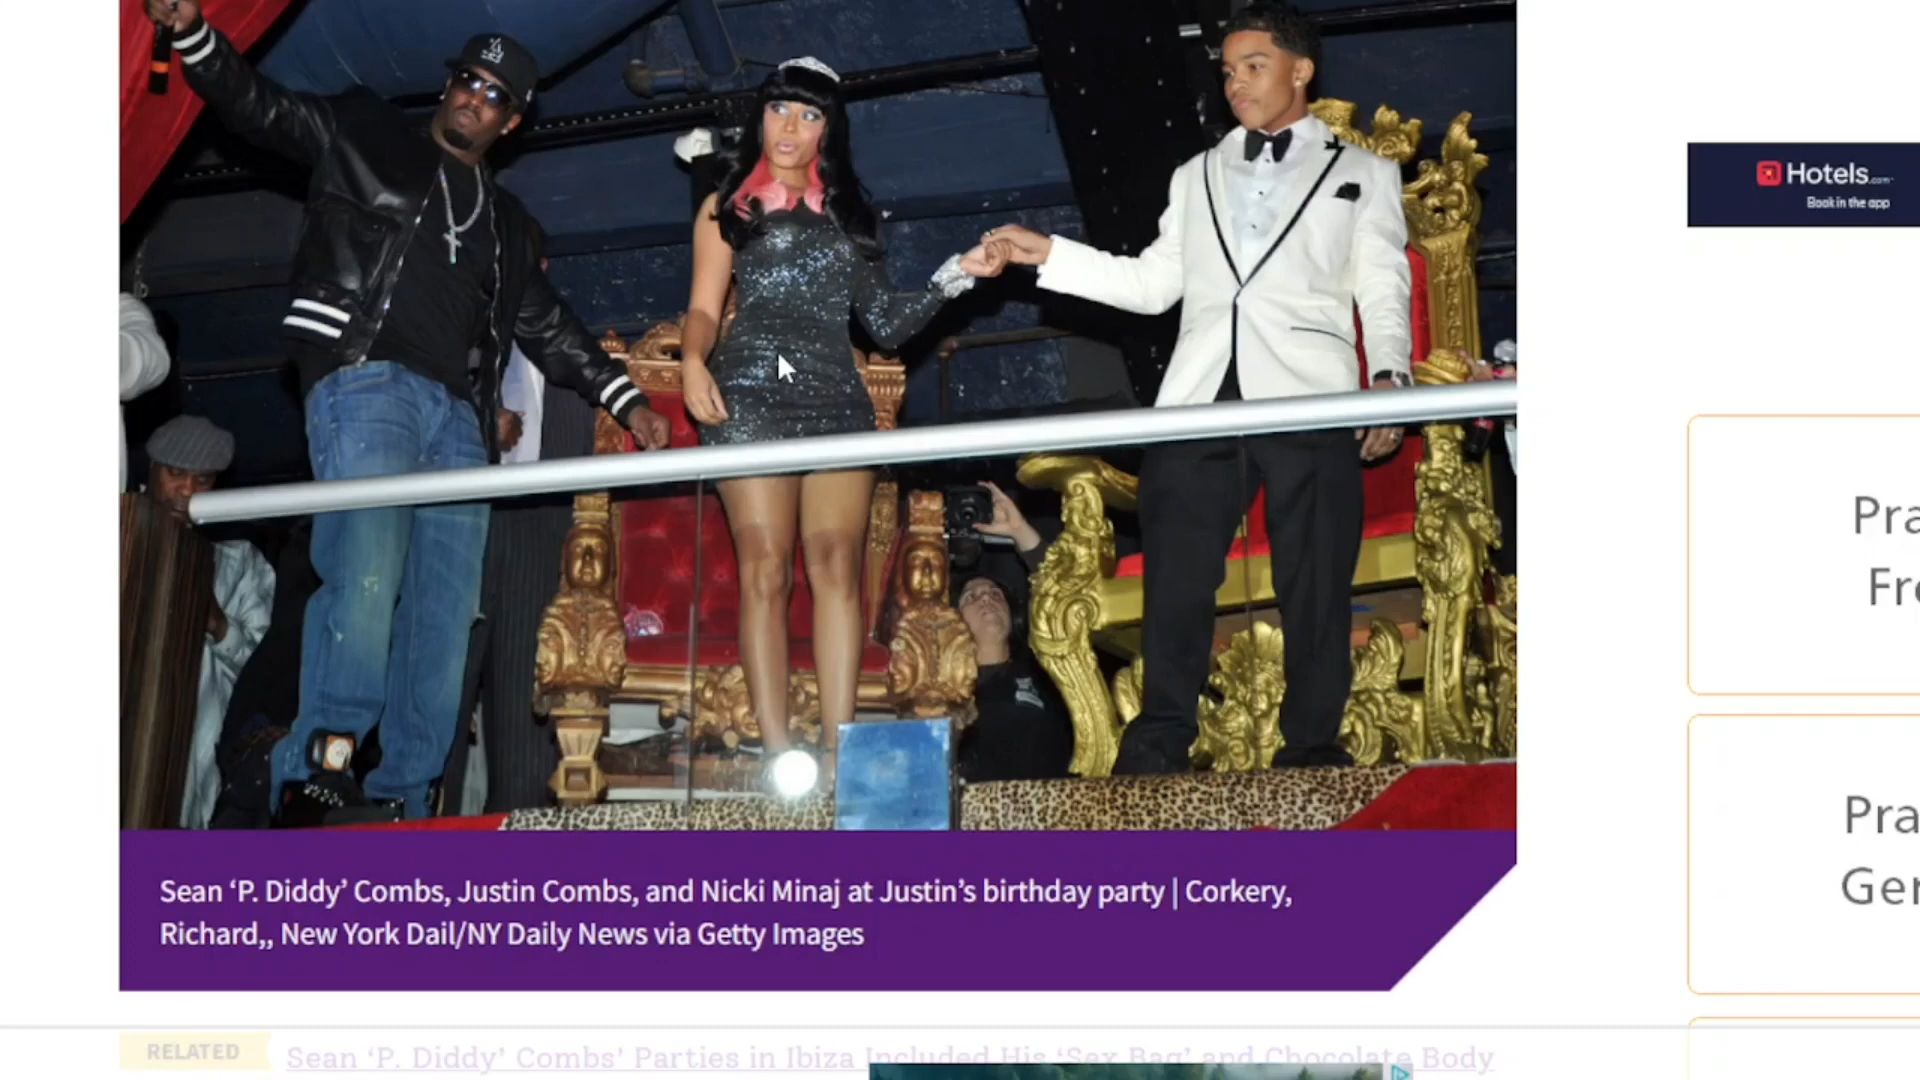 Hotels.com
Book in the app
Pra
Fre
Pra
Ger
Sean ‘P. Diddy’ Combs, Justin Combs, and Nicki Minaj at Justin’s birthday party | Corkery,
Richard,, New York Dail/NY Daily News via Getty Images
RELATED
Sean ‘P. Diddy’ Combs’ Parties in Ibiza Included His ‘Sex Bag’ and Chocolate Body